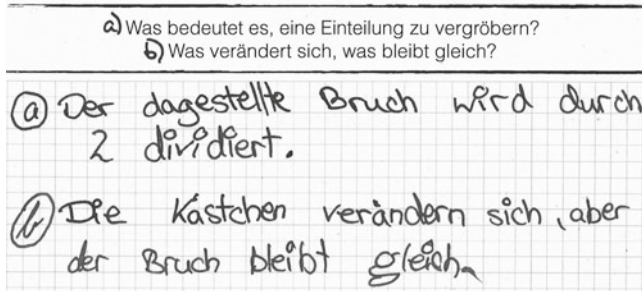 a) Was bedeutet es, eine Einteilung zu vergröbern?
b) Was verändert sich, was bleibt gleich?
a) Der dagestellte Bruch wird durch
2 dividiert.
b) Die Kästchen verändern sich, aber
der Bruch bleibt gleich.